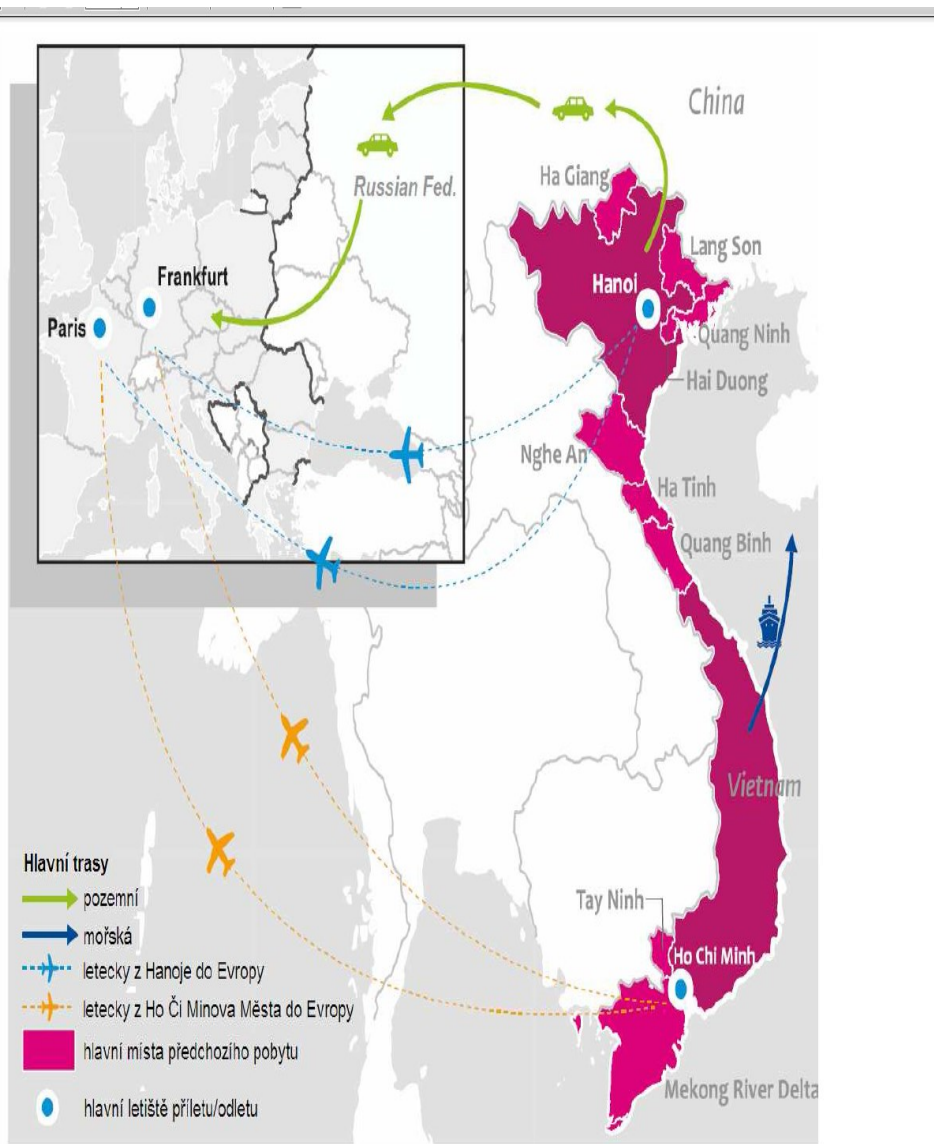 China
Ha Giang
Russian Fed.
Lang Son
Frankfurt
Hanoi
Paris
Quang Ninh
Hai Duong
Nghe An
Ha Tinh
Quang Binh
Vietnam
Hlavní trasy
pozemní
mořská
letecky z Hanoje do Evropy
letecky z Ho Či Minova Města do Evropy
hlavní místa předchozího pobytu
hlavní letiště příletu/odletu
Tay Ninh
Ho Chi Minh
Mekong River Delta